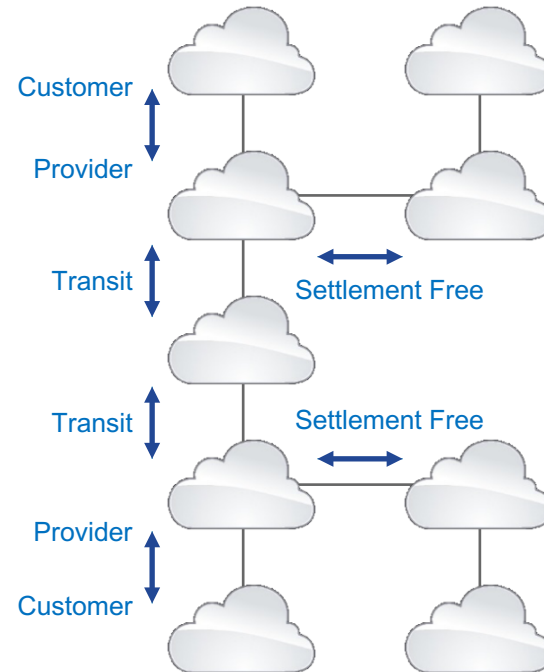 Customer
Provider
Transit
Settlement Free
Transit
Settlement Free
Provider
Customer